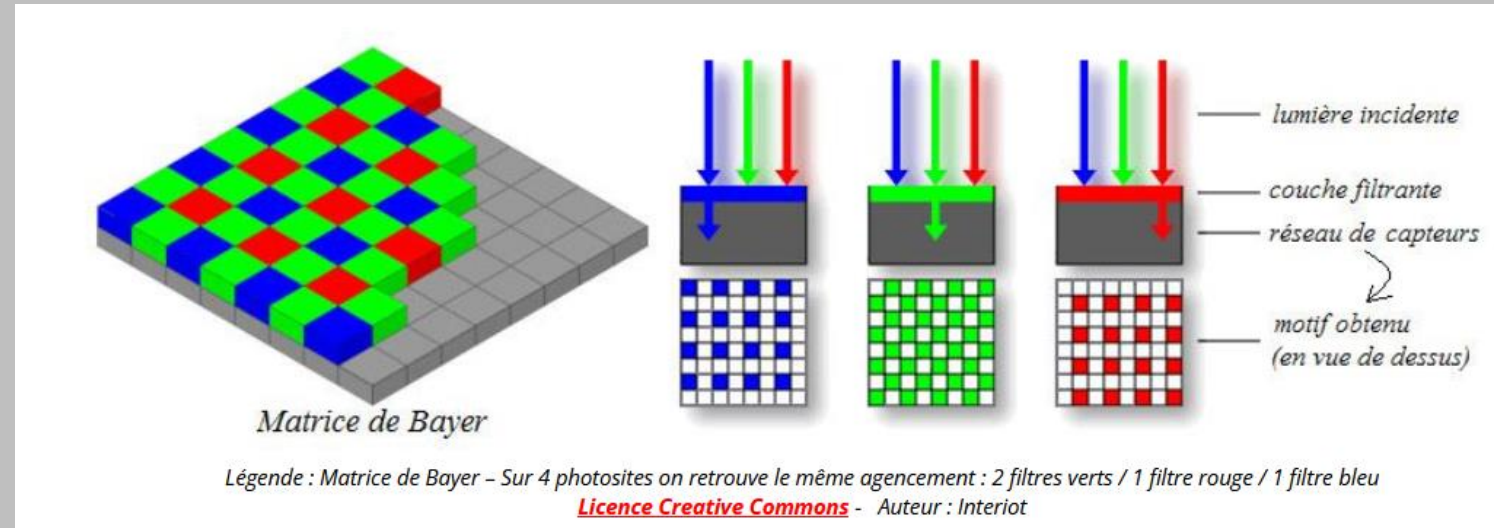 lumière incidente
couche filtrante
réseau de capteurs
motif obtenu
(en vue de dessus)
Matrice de Bayer
Légende : Matrice de Bayer – Sur 4 photosites on retrouve le même agencement : 2 filtres verts / 1 filtre rouge / 1 filtre bleu
Licence Creative Commons - Auteur : Interiot